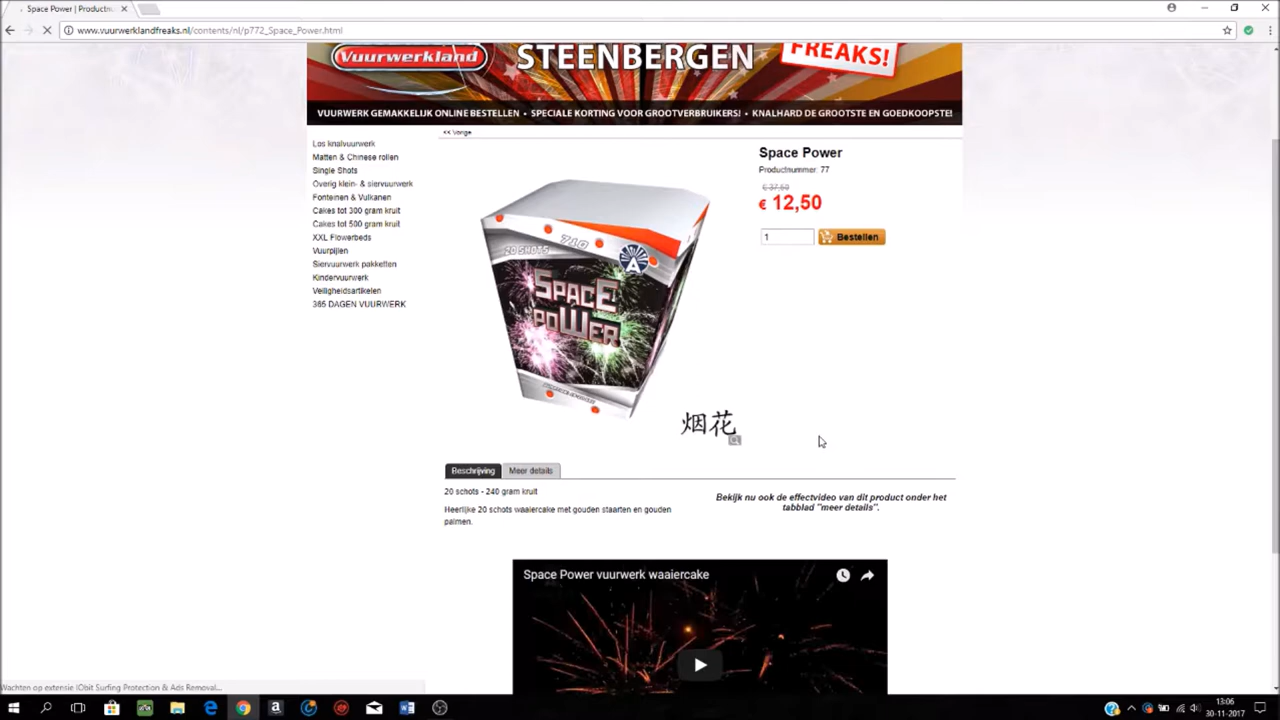 Space Power | Productnu
www.vuurwerklandfreaks.nl/contents/nl/p772_Space_Power.html
Vuurwerkland
STEENBERGEN
FREAKS!
VUURWERK GEMAKKELIJK ONLINE BESTELLEN • SPECIALE KORTING VOOR GROOTVERBRUIKERS! • KNALHARD DE GROOTSTE EN GOEDKOOPSTE!
<< Vorige
Los knalvuurwerk
Matten & Chinese rollen
Single Shots
Overig klein- & siervuurwerk
Fonteinen & Vulkanen
Cakes tot 300 gram kruit
Cakes tot 500 gram kruit
XXL Flowerbeds
Vuurpijlen
Siervuurwerk pakketten
Kindervuurwerk
Veiligheidsartikelen
365 DAGEN VUURWERK
20 SHOTS
710
SPACE
POWER
烟花
Space Power
Productnummer: 77
€ 37,50
€ 12,50
1
Bestellen
Beschrijving
Meer details
20 schots - 240 gram kruit
Heerlijke 20 schots waaiercake met gouden staarten en gouden
palmen.
Bekijk nu ook de effectvideo van dit product onder het
tabblad "meer details".
Space Power vuurwerk waaiercake
Wachten op extensie IObit Surfing Protection & Ads Removal...
13:06
30-11-2017